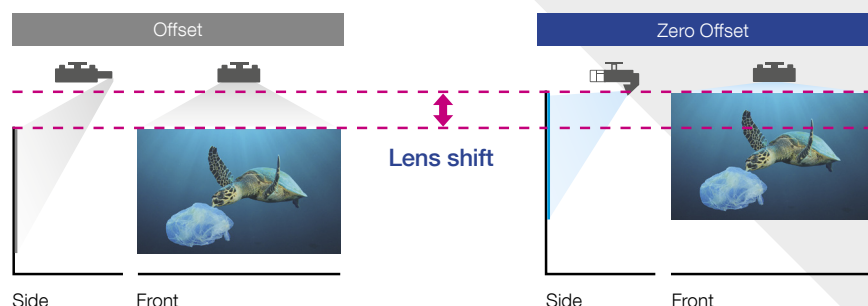 Offset
Zero Offset
Lens shift
Side
Front
Side
Front